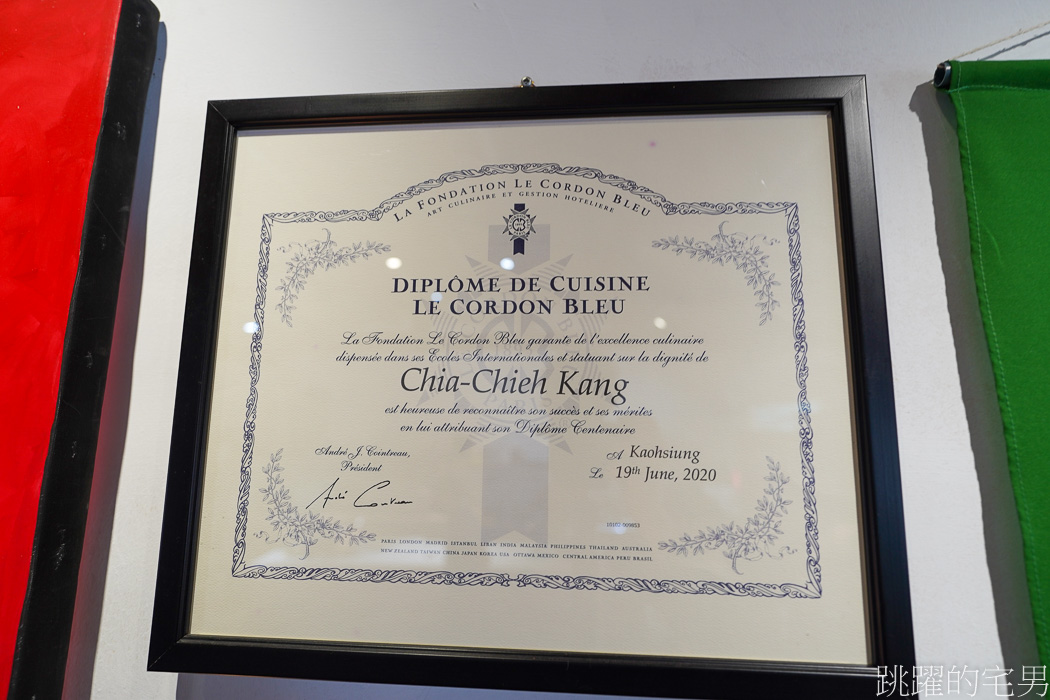 LA FONDATION LE CORDON BLEU
ART CULINAIRE ET GESTION HOTELIERE
DIPLÔME DE CUISINE
LE CORDON BLEU
La Fondation Le Cordon Bleu garante de l'excellence culinaire
dispensée dans ses Ecoles Internationales et statuant sur la dignité de
Chia-Chieh Kang
est heureuse de reconnaître son succès et ses mérites
en lui attribuant son Diplôme Centenaire
André J. Cointreau,
Président
A Kaohsiung
Le 19th June, 2020
PARIS LONDON MADRID ISTANBUL LIBAN INDIA MALAYSIA PHILIPPINES THAILAND AUSTRALIA
NEW ZEALAND TAIWAN CHINA JAPAN KOREA USA OTTAWA MEXICO CENTRAL AMERICA PERU BRASIL
跳躍的宅男